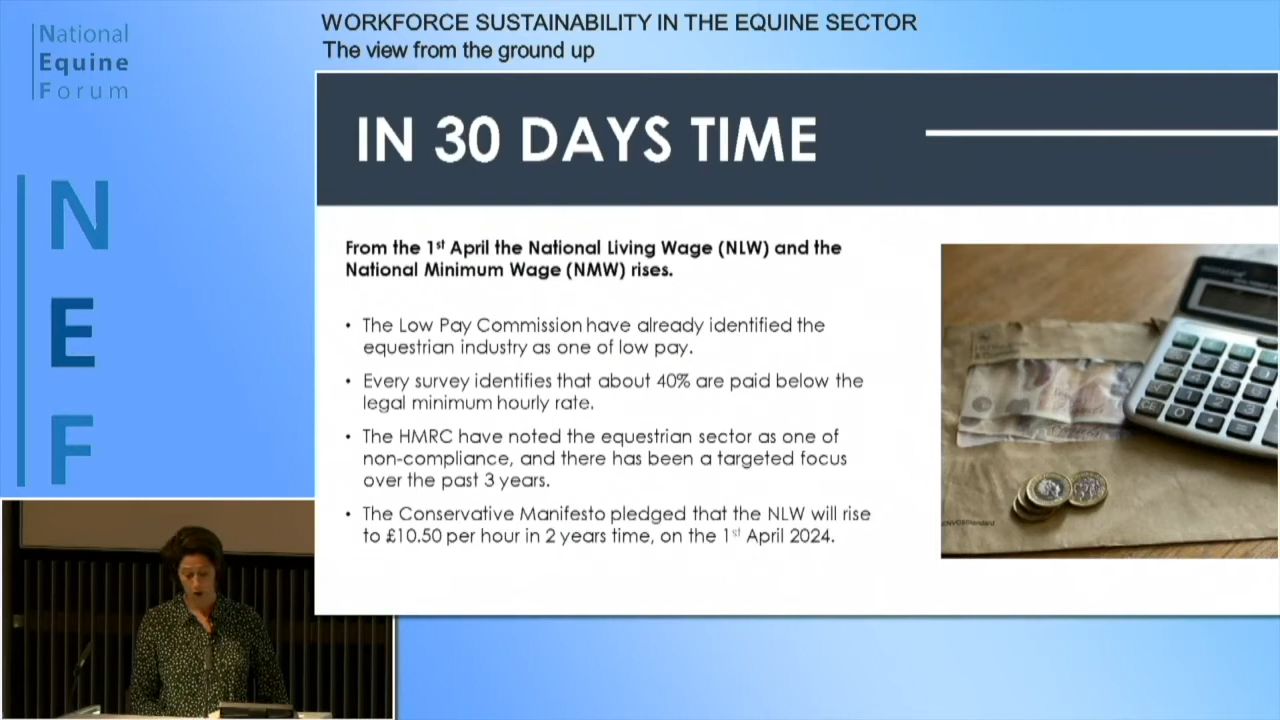 National
Equine
Forum
WORKFORCE SUSTAINABILITY IN THE EQUINE SECTOR
The view from the ground up
N
E
F
IN 30 DAYS TIME
From the 1st April the National Living Wage (NLW) and the
National Minimum Wage (NMW) rises.
• The Low Pay Commission have already identified the
equestrian industry as one of low pay.
• Every survey identifies that about 40% are paid below the
legal minimum hourly rate.
• The HMRC have noted the equestrian sector as one of
non-compliance, and there has been a targeted focus
over the past 3 years.
• The Conservative Manifesto pledged that the NLW will rise
to £10.50 per hour in 2 years time, on the 1st April 2024.